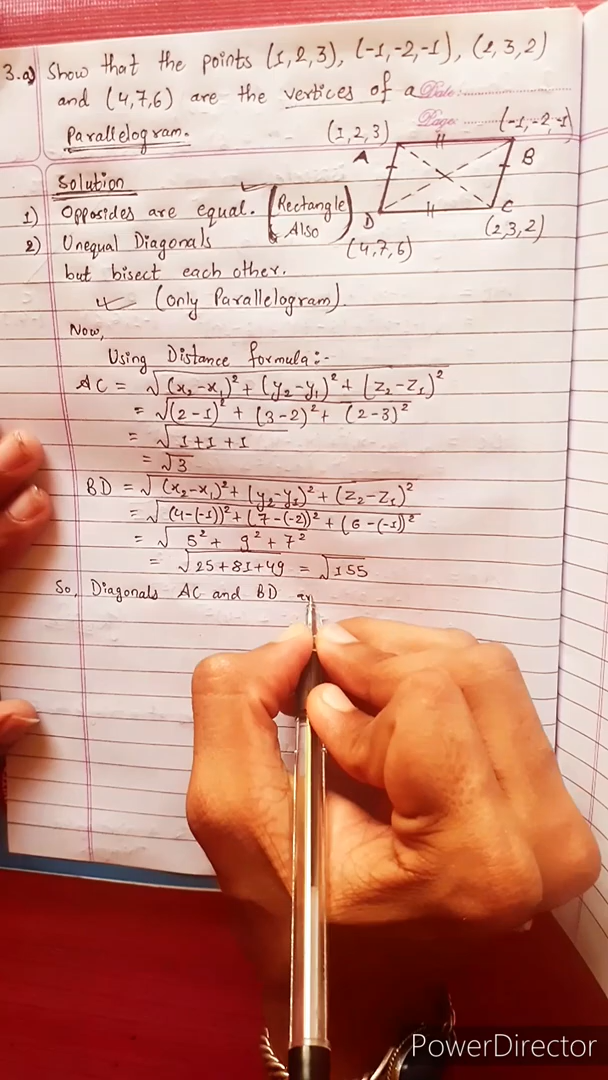 3.a) Show that the points (1,2,3), (-1,-2,-1), (2,3,2)
and (4,7,6) are the vertices of a Date:
Parallelogram. Page:
(1,2,3) (-1,-2,-1)
A B
Solution
1) Opposides are equal. (Rectangle Also)
D C
2) Unequal Diagonals (4,7,6) (2,3,2)
but bisect each other.
(only Parallelogram)
Now,
Using Distance formula:-
AC = √(x₂-x₁)² + (y₂-y₁)² + (z₂-z₁)²
= √(2-1)² + (3-2)² + (2-3)²
= √1+1+1
= √3
BD = √(x₂-x₁)² + (y₂-y₁)² + (z₂-z₁)²
= √(4-(-1))² + (7-(-2))² + (6-(-1))²
= √5² + 9² + 7²
= √25+81+49 = √155
So, Diagonals AC and BD
PowerDirector